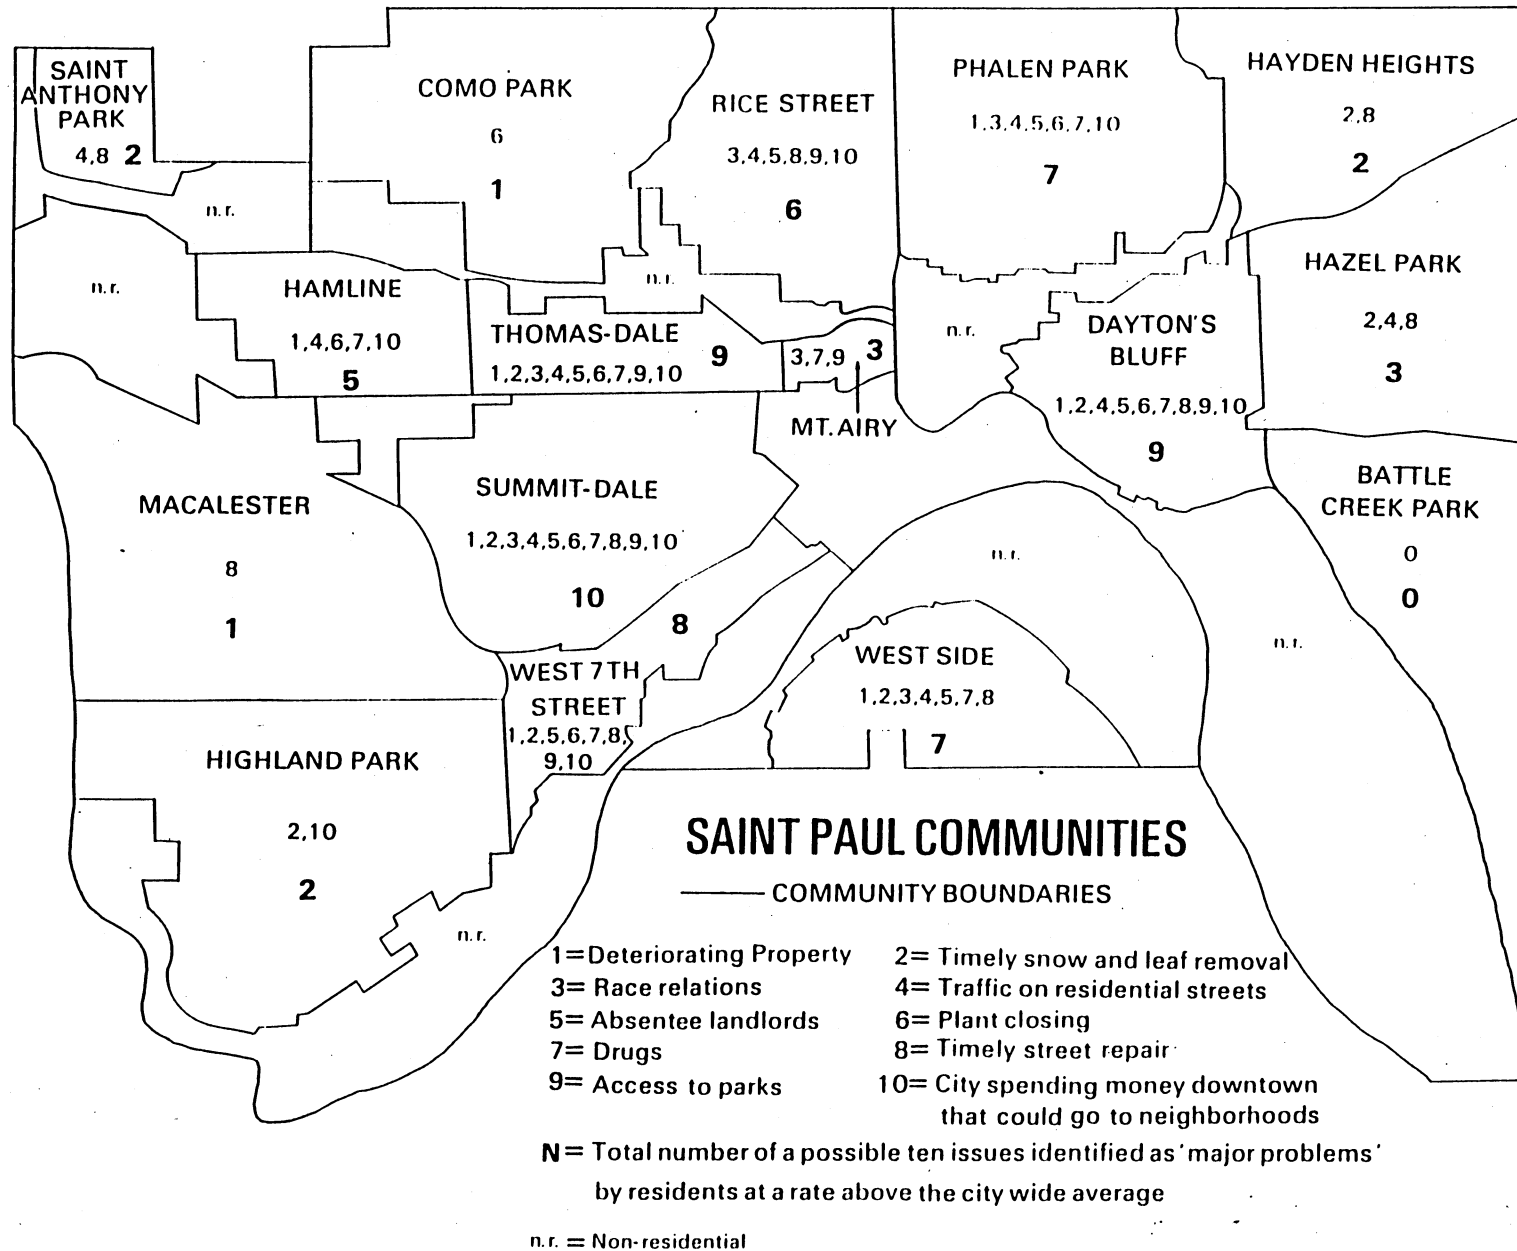 SAINT
ANTHONY
PARK
4,8 2
n.r.
COMO PARK
6
1
RICE STREET
3,4,5,8,9,10
6
PHALEN PARK
1,3,4,5,6,7,10
7
HAYDEN HEIGHTS
2,8
2
n.r.
HAMLINE
1,4,6,7,10
5
n.r.
THOMAS-DALE
9
1,2,3,4,5,6,7,9,10
3,7,9 3
MT. AIRY
n.r.
DAYTON'S
BLUFF
1,2,4,5,6,7,8,9,10
9
HAZEL PARK
2,4,8
3
MACALESTER
8
1
SUMMIT-DALE
1,2,3,4,5,6,7,8,9,10
10
BATTLE
CREEK PARK
0
0
n.r.
n.r.
8
WEST 7TH
STREET
1,2,5,6,7,8,
9,10
WEST SIDE
1,2,3,4,5,7,8
7
HIGHLAND PARK
2,10
2
n.r.
SAINT PAUL COMMUNITIES
COMMUNITY BOUNDARIES
1= Deteriorating Property 2= Timely snow and leaf removal
3= Race relations 4= Traffic on residential streets
5= Absentee landlords 6= Plant closing
7= Drugs 8= Timely street repair
9= Access to parks 10= City spending money downtown
that could go to neighborhoods
N= Total number of a possible ten issues identified as 'major problems'
by residents at a rate above the city wide average
n.r. = Non-residential